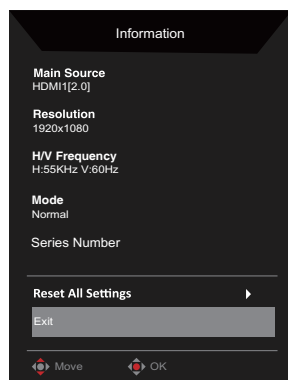 Information
Main Source
HDMI1[2.0]
Resolution
1920x1080
H/V Frequency
H:55KHz V:60Hz
Mode
Normal
Series Number
Reset All Settings
Exit
Move OK